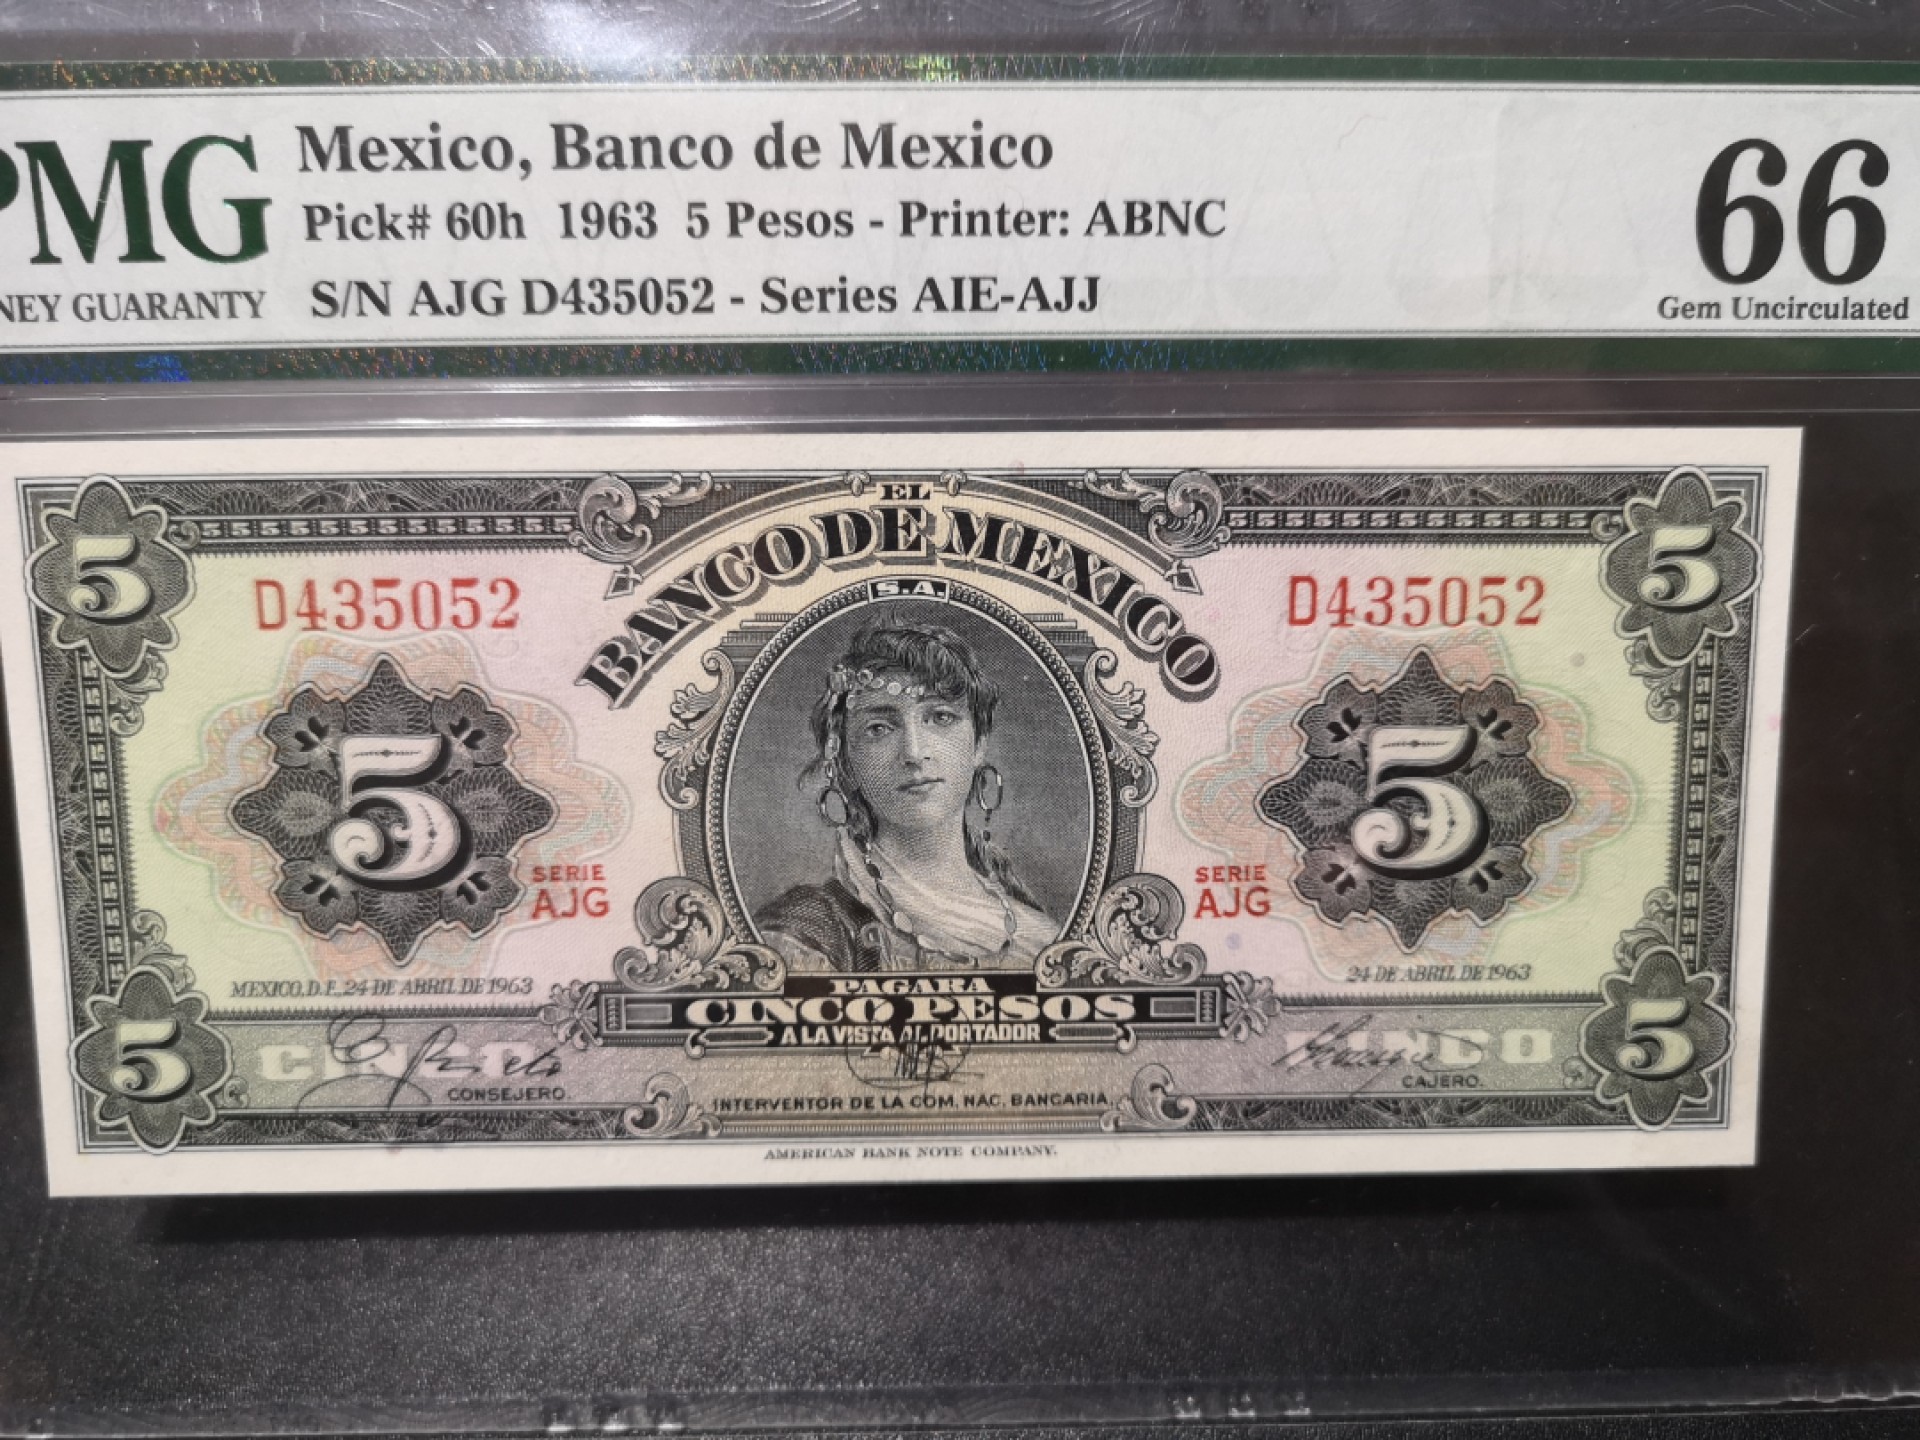 PMG
Mexico, Banco de Mexico
Pick# 60h 1963 5 Pesos - Printer: ABNC
S/N AJG D435052 - Series AIE-AJJ
GUARANTY
66
Gem Uncirculated
5
5
EL
BANCO DE MEXICO
S.A.
D435052
D435052
5
5
SERIE
AJG
SERIE
AJG
MEXICO, D.F., 24 DE ABRIL DE 1963
24 DE ABRIL DE 1963
PAGARA
CINCO PESOS
A LA VISTA AL PORTADOR
5
5
CINCO
CINCO
CONSEJERO.
CAJERO.
INTERVENTOR DE LA COM. NAC. BANCARIA.
AMERICAN BANK NOTE COMPANY.